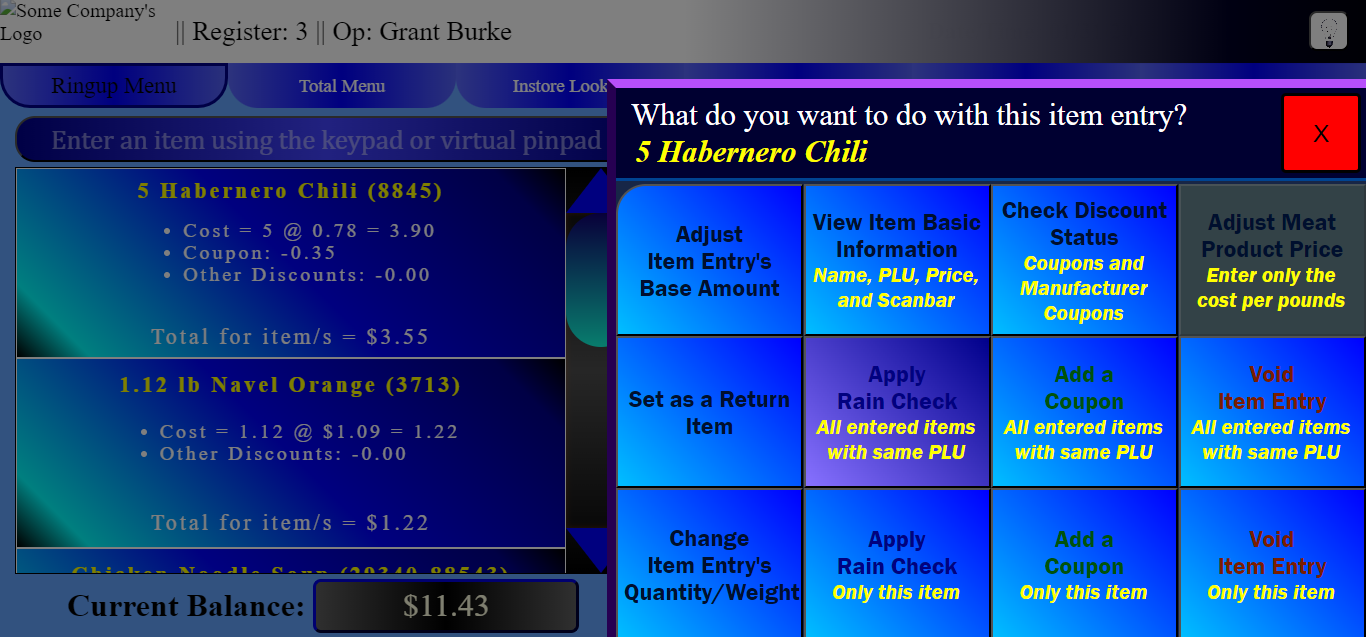 Some Company's
Logo
|| Register: 3 || Op: Grant Burke
Ringup Menu
Total Menu
Instore Look
Enter an item using the keypad or virtual pinpad
5 Habernero Chili (8845)
• Cost = 5 @ 0.78 = 3.90
• Coupon: -0.35
• Other Discounts: -0.00
Total for item/s = $3.55
1.12 lb Navel Orange (3713)
• Cost = 1.12 @ $1.09 = 1.22
• Other Discounts: -0.00
Total for item/s = $1.22
Chicken Noodle Soup (29340-88543)
Current Balance:
$11.43
What do you want to do with this item entry?
5 Habernero Chili
X
Adjust
Item Entry's
Base Amount
View Item Basic
Information
Name, PLU, Price,
and Scanbar
Check Discount
Status
Coupons and
Manufacturer
Coupons
Adjust Meat
Product Price
Enter only the
cost per pounds
Set as a Return
Item
Apply
Rain Check
All entered items
with same PLU
Add a
Coupon
All entered items
with same PLU
Void
Item Entry
All entered items
with same PLU
Change
Item Entry's
Quantity/Weight
Apply
Rain Check
Only this item
Add a
Coupon
Only this item
Void
Item Entry
Only this item